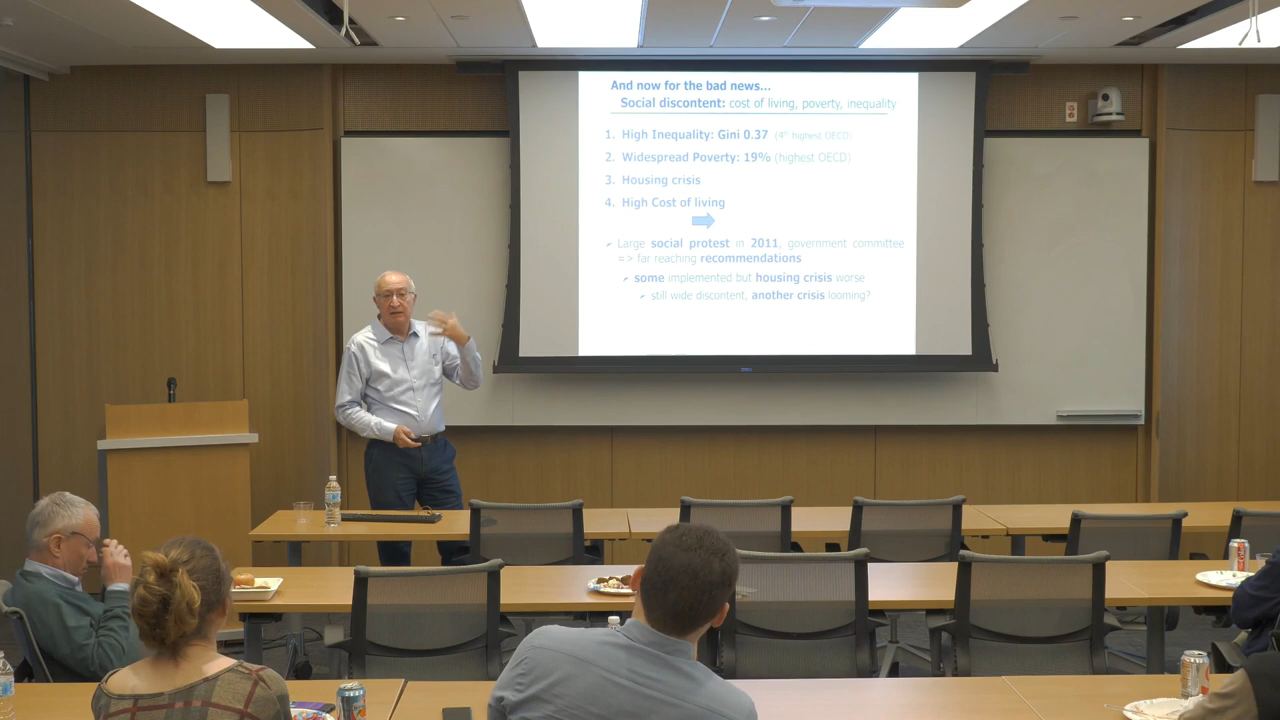 And now for the bad news...
Social discontent: cost of living, poverty, inequality
1. High Inequality: Gini 0.37 (4th highest OECD)
2. Widespread Poverty: 19% (highest OECD)
3. Housing crisis
4. High Cost of living
Large social protest in 2011, government committee
=> far reaching recommendations
some implemented but housing crisis worse
still wide discontent, another crisis looming?